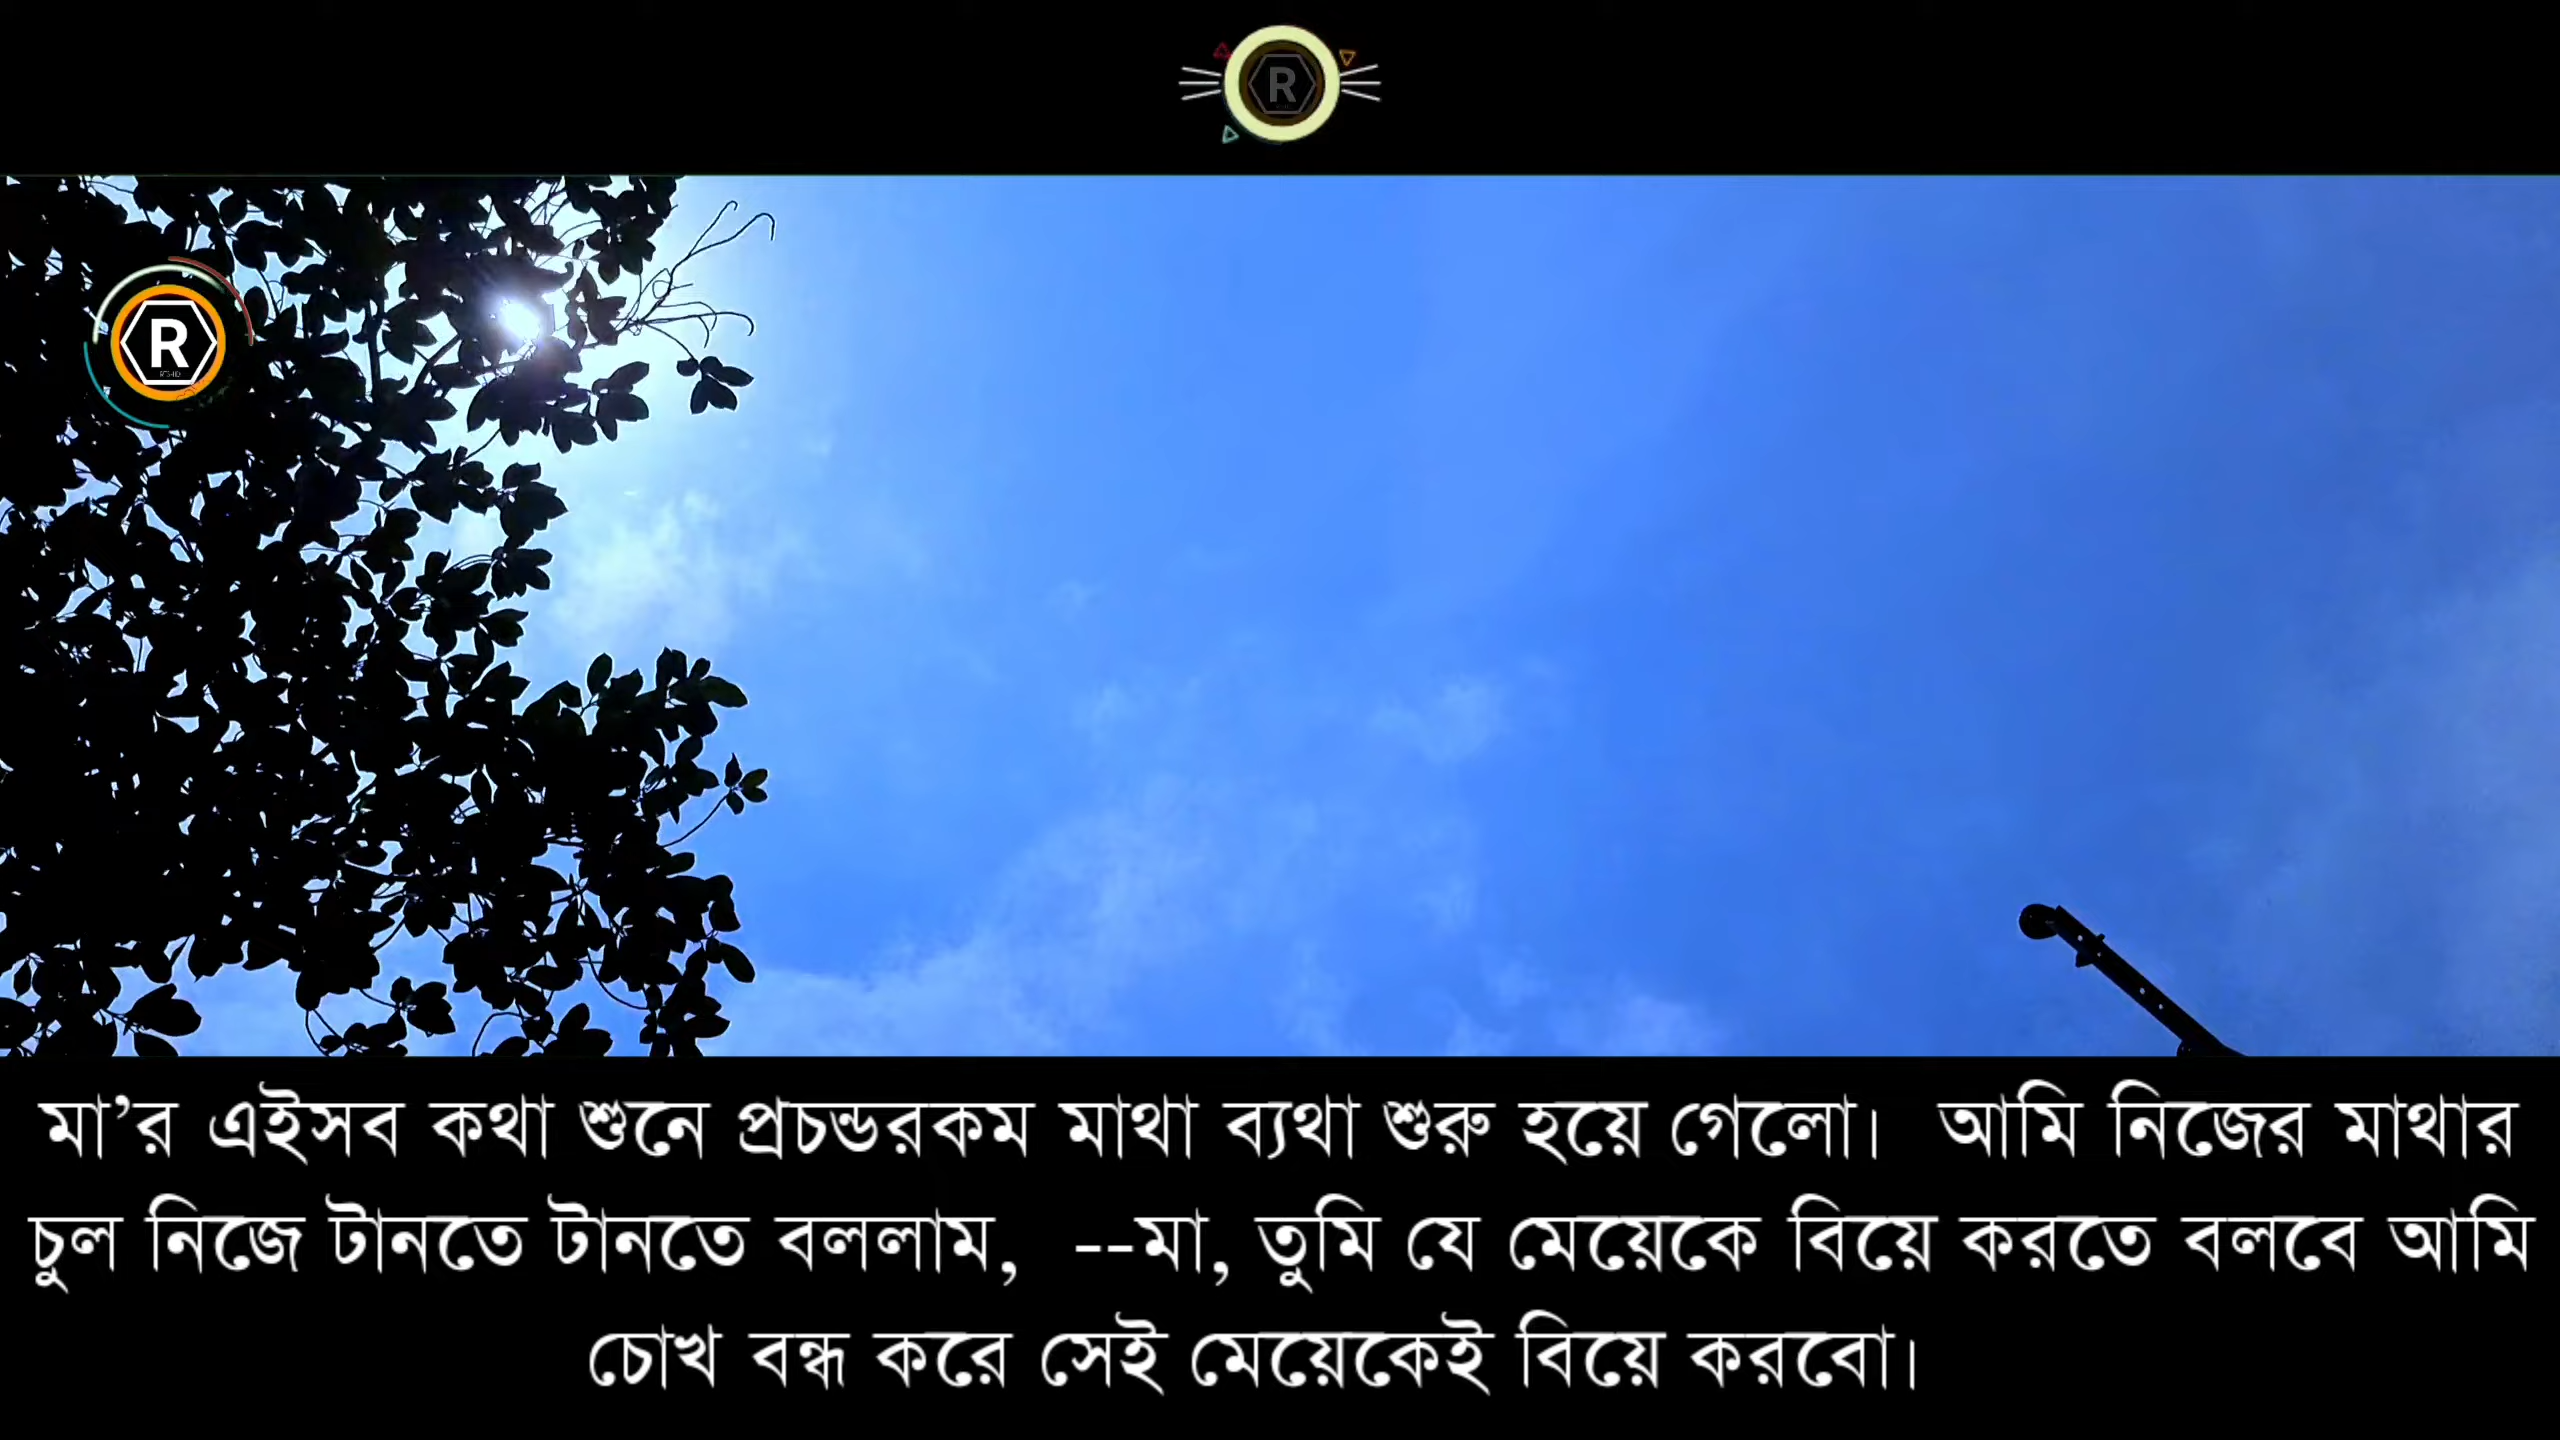 R
R
মা’র এইসব কথা শুনে প্রচন্ডরকম মাথা ব্যথা শুরু হয়ে গেলো। আমি নিজের মাথার
চুল নিজে টানতে টানতে বললাম, --মা, তুমি যে মেয়েকে বিয়ে করতে বলবে আমি
চোখ বন্ধ করে সেই মেয়েকেই বিয়ে করবো।